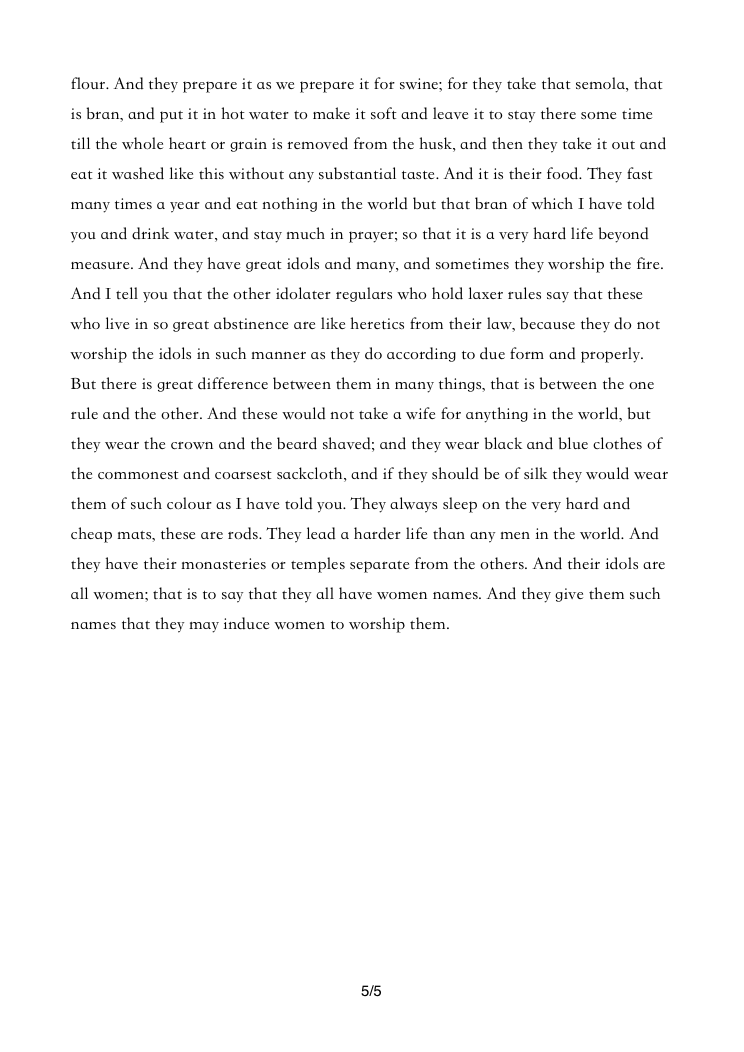 flour. And they prepare it as we prepare it for swine; for they take that semola, that
is bran, and put it in hot water to make it soft and leave it to stay there some time
till the whole heart or grain is removed from the husk, and then they take it out and
eat it washed like this without any substantial taste. And it is their food. They fast
many times a year and eat nothing in the world but that bran of which I have told
you and drink water, and stay much in prayer; so that it is a very hard life beyond
measure. And they have great idols and many, and sometimes they worship the fire.
And I tell you that the other idolater regulars who hold laxer rules say that these
who live in so great abstinence are like heretics from their law, because they do not
worship the idols in such manner as they do according to due form and properly.
But there is great difference between them in many things, that is between the one
rule and the other. And these would not take a wife for anything in the world, but
they wear the crown and the beard shaved; and they wear black and blue clothes of
the commonest and coarsest sackcloth, and if they should be of silk they would wear
them of such colour as I have told you. They always sleep on the very hard and
cheap mats, these are rods. They lead a harder life than any men in the world. And
they have their monasteries or temples separate from the others. And their idols are
all women; that is to say that they all have women names. And they give them such
names that they may induce women to worship them.
5/5